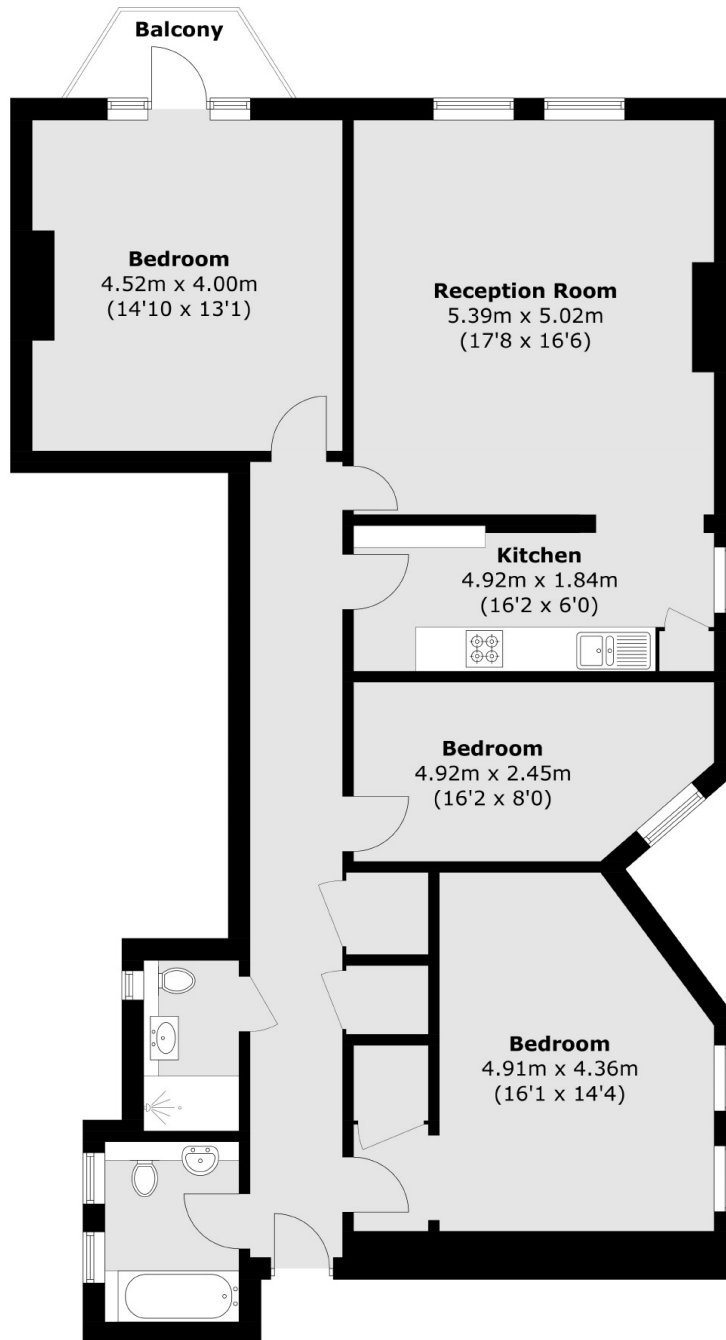 Balcony
Bedroom
4.52m x 4.00m
(14'10 x 13'1)
Reception Room
5.39m x 5.02m
(17'8 x 16'6)
Kitchen
4.92m x 1.84m
(16'2 x 6'0)
Bedroom
4.92m x 2.45m
(16'2 x 8'0)
Bedroom
4.91m x 4.36m
(16'1 x 14'4)